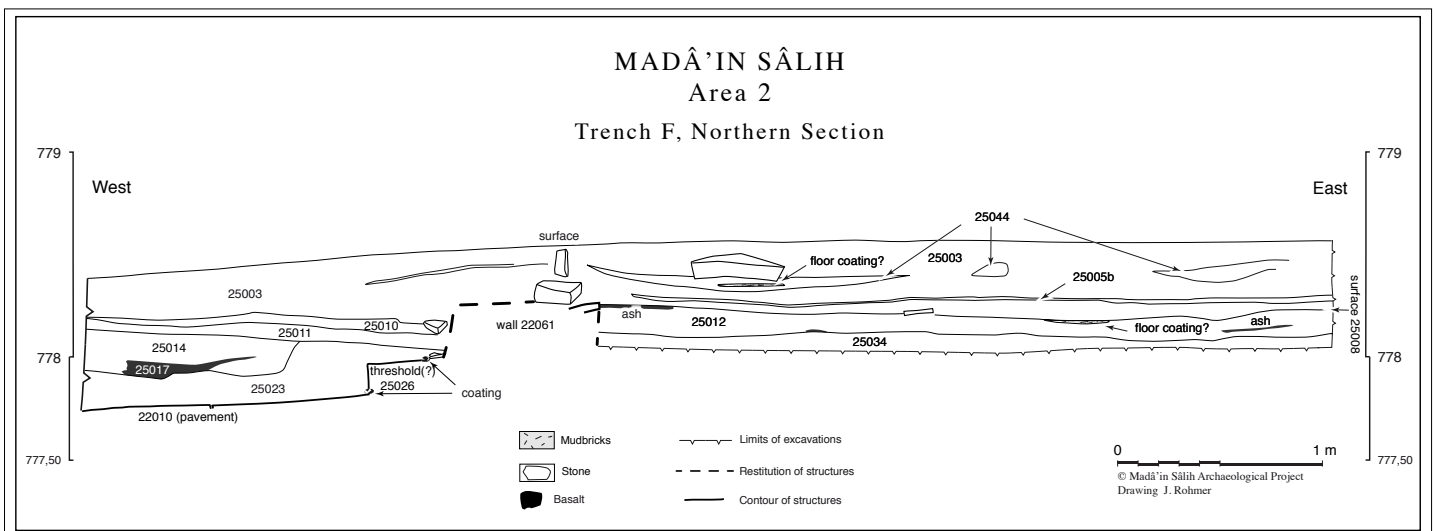 MADÂ’IN SÂLIH
Area 2
Trench F, Northern Section
779
779
West
East
25044
surface
floor coating?
25003
25005b
25003
surface 25008
25010
wall 22061
ash
25012
floor coating?
ash
25011
25014
25034
778
778
25017
threshold(?)
25026
25023
coating
22010 (pavement)
Mudbricks
Limits of excavations
0
1 m
777,50
777,50
Stone
Restitution of structures
© Madâ’in Sâlih Archaeological Project
Drawing J. Rohmer
Basalt
Contour of structures